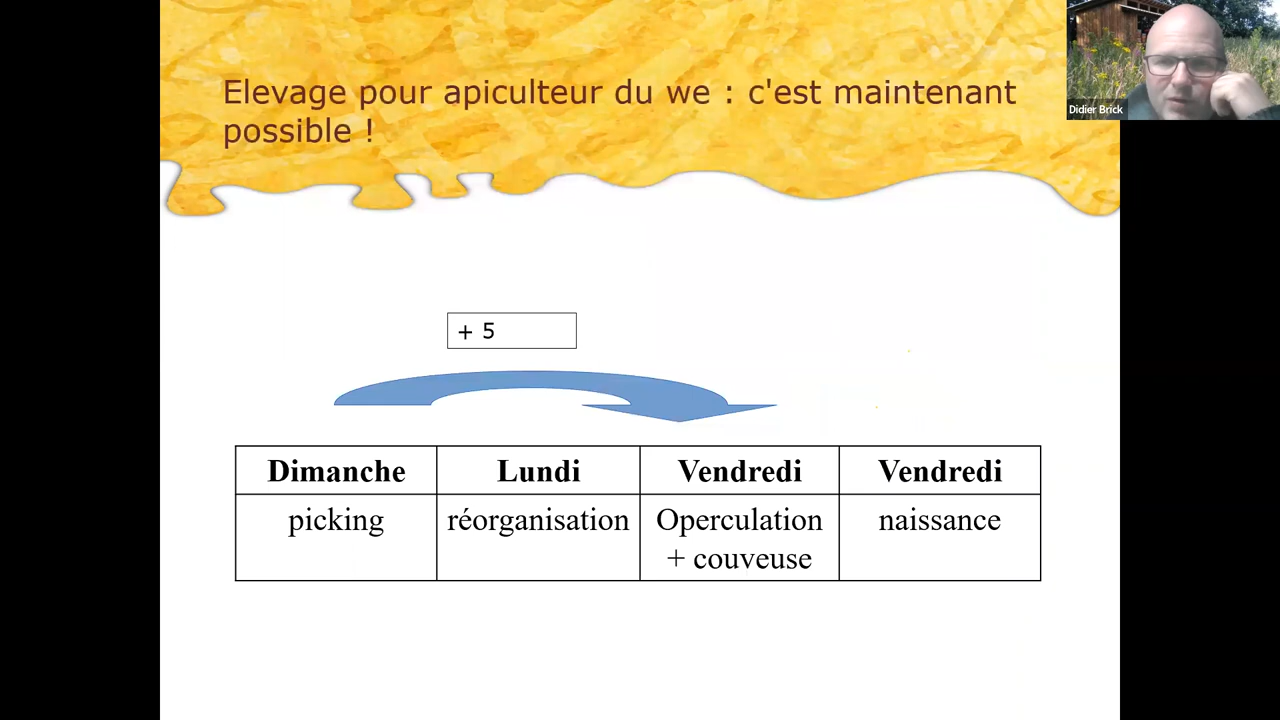 Elevage pour apiculteur du we : c'est maintenant
possible !
Didier Brick
+ 5
Dimanche Lundi Vendredi Vendredi
picking réorganisation Operculation naissance
+ couveuse